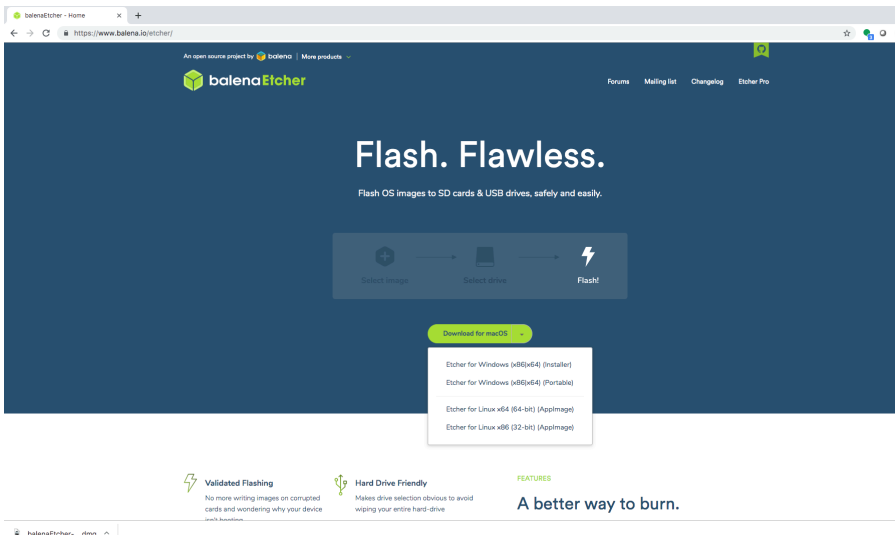 balenaEtcher - Home
https://www.balena.io/etcher/
An open source project by balena | More products
balenaEtcher
Forums Mailing list Changelog Etcher Pro
Flash. Flawless.
Flash OS images to SD cards & USB drives, safely and easily.
Select image Select drive Flash!
Download for macOS
Etcher for Windows (x86|x64) (Installer)
Etcher for Windows (x86|x64) (Portable)
Etcher for Linux x64 (64-bit) (AppImage)
Etcher for Linux x86 (32-bit) (AppImage)
Validated Flashing
No more writing images on corrupted
cards and wondering why your device
isn't booting.
Hard Drive Friendly
Makes drive selection obvious to avoid
wiping your entire hard-drive
FEATURES
A better way to burn.
balenaEtcher-....dmg